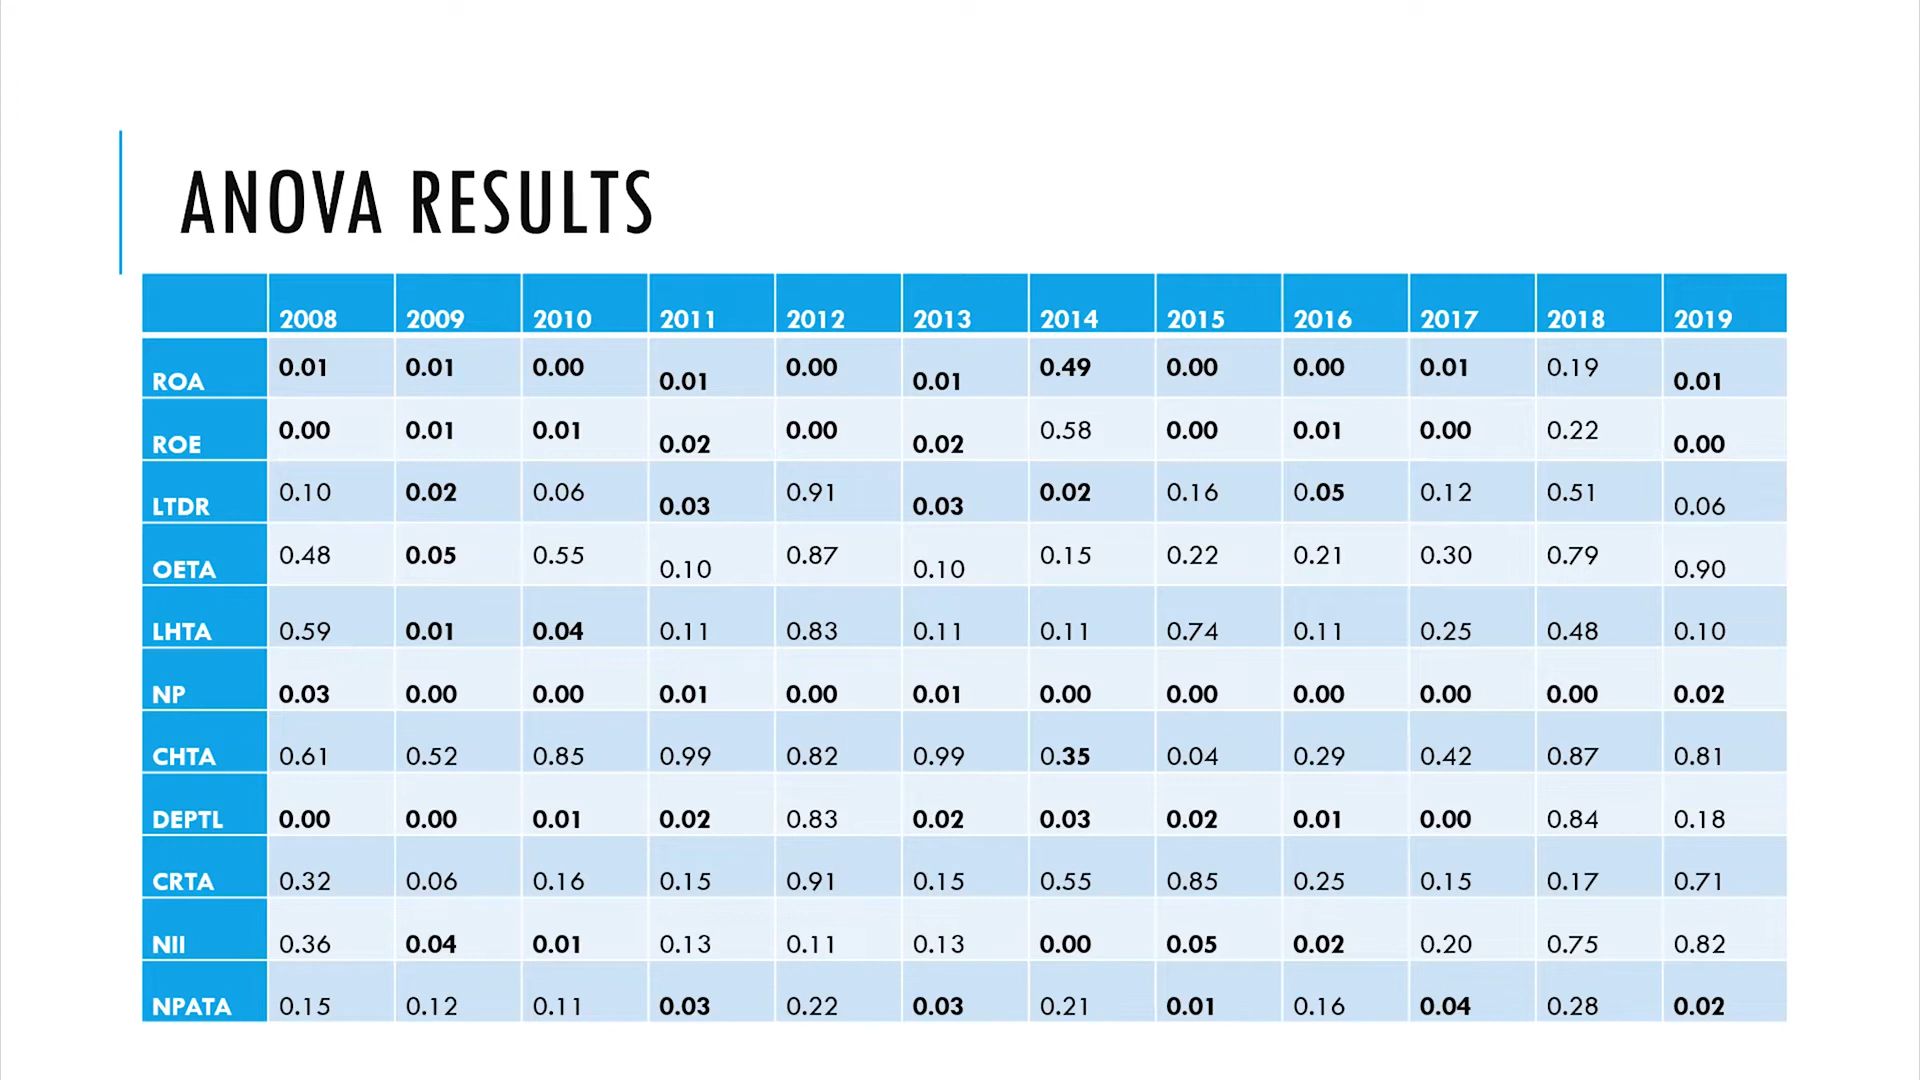 ANOVA RESULTS
2008 2009 2010 2011 2012 2013 2014 2015 2016 2017 2018 2019
ROA 0.01 0.01 0.00 0.01 0.00 0.01 0.49 0.00 0.00 0.01 0.19 0.01
ROE 0.00 0.01 0.01 0.02 0.00 0.02 0.58 0.00 0.01 0.00 0.22 0.00
LTDR 0.10 0.02 0.06 0.03 0.91 0.03 0.02 0.16 0.05 0.12 0.51 0.06
OETA 0.48 0.05 0.55 0.10 0.87 0.10 0.15 0.22 0.21 0.30 0.79 0.90
LHTA 0.59 0.01 0.04 0.11 0.83 0.11 0.11 0.74 0.11 0.25 0.48 0.10
NP 0.03 0.00 0.00 0.01 0.00 0.01 0.00 0.00 0.00 0.00 0.00 0.02
CHTA 0.61 0.52 0.85 0.99 0.82 0.99 0.35 0.04 0.29 0.42 0.87 0.81
DEPTL 0.00 0.00 0.01 0.02 0.83 0.02 0.03 0.02 0.01 0.00 0.84 0.18
CRTA 0.32 0.06 0.16 0.15 0.91 0.15 0.55 0.85 0.25 0.15 0.17 0.71
NII 0.36 0.04 0.01 0.13 0.11 0.13 0.00 0.05 0.02 0.20 0.75 0.82
NPATA 0.15 0.12 0.11 0.03 0.22 0.03 0.21 0.01 0.16 0.04 0.28 0.02